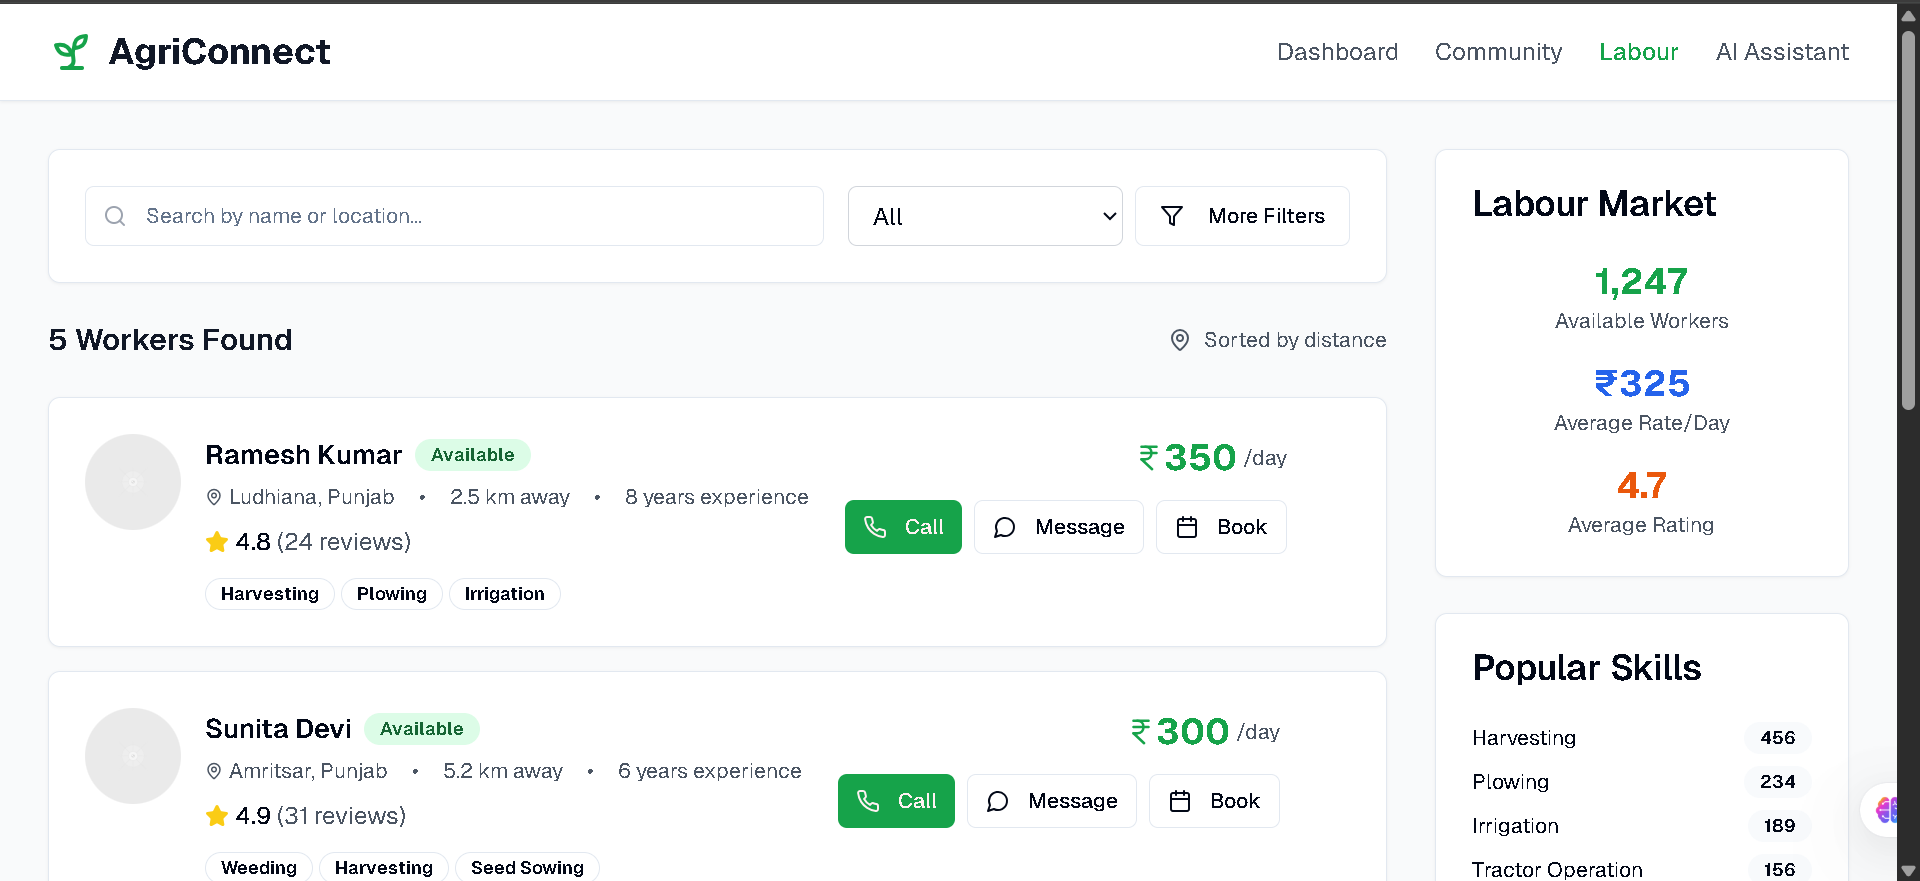 AgriConnect
Dashboard Community Labour AI Assistant
Search by name or location...
All
More Filters
5 Workers Found
Sorted by distance
Ramesh Kumar Available
Ludhiana, Punjab • 2.5 km away • 8 years experience
4.8 (24 reviews)
Harvesting Plowing Irrigation
₹350 /day
Call Message Book
Sunita Devi Available
Amritsar, Punjab • 5.2 km away • 6 years experience
4.9 (31 reviews)
Weeding Harvesting Seed Sowing
₹300 /day
Call Message Book
Labour Market
1,247
Available Workers
₹325
Average Rate/Day
4.7
Average Rating
Popular Skills
Harvesting 456
Plowing 234
Irrigation 189
Tractor Operation 156